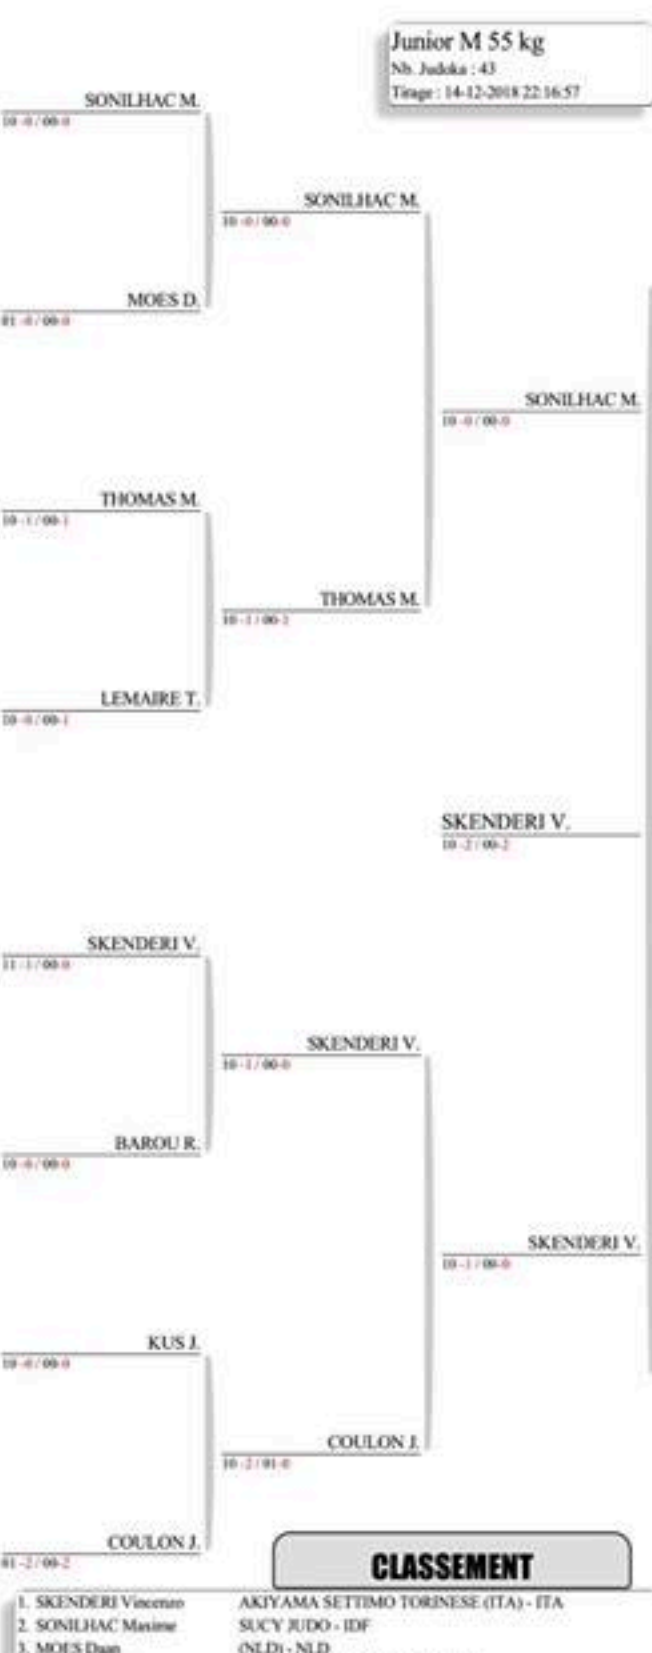 Junior M 55 kg
Nb. Judoka : 43
Tirage : 14-12-2018 22:16:57
SONILHAC M.
10 -0 / 00-0
SONILHAC M.
10 -0 / 00-0
MOES D.
01 -0 / 00-0
SONILHAC M.
10 -0 / 00-0
THOMAS M.
10 -1 / 00-1
THOMAS M.
10 -1 / 00-2
LEMAIRE T.
10 -0 / 00-1
SKENDERI V.
10 -2 / 00-2
SKENDERI V.
11 -1 / 00-0
SKENDERI V.
10 -1 / 00-0
BAROU R.
10 -0 / 00-0
SKENDERI V.
10 -1 / 00-0
KUS J.
10 -0 / 00-0
COULON J.
10 -2 / 01-0
COULON J.
01 -2 / 00-2
CLASSEMENT
1. SKENDERI Vincenzo AKIYAMA SETTIMO TORINESE (ITA) - ITA
2. SONILHAC Maxime SUCY JUDO - IDF
3. MOES Daan (NLD) - NLD